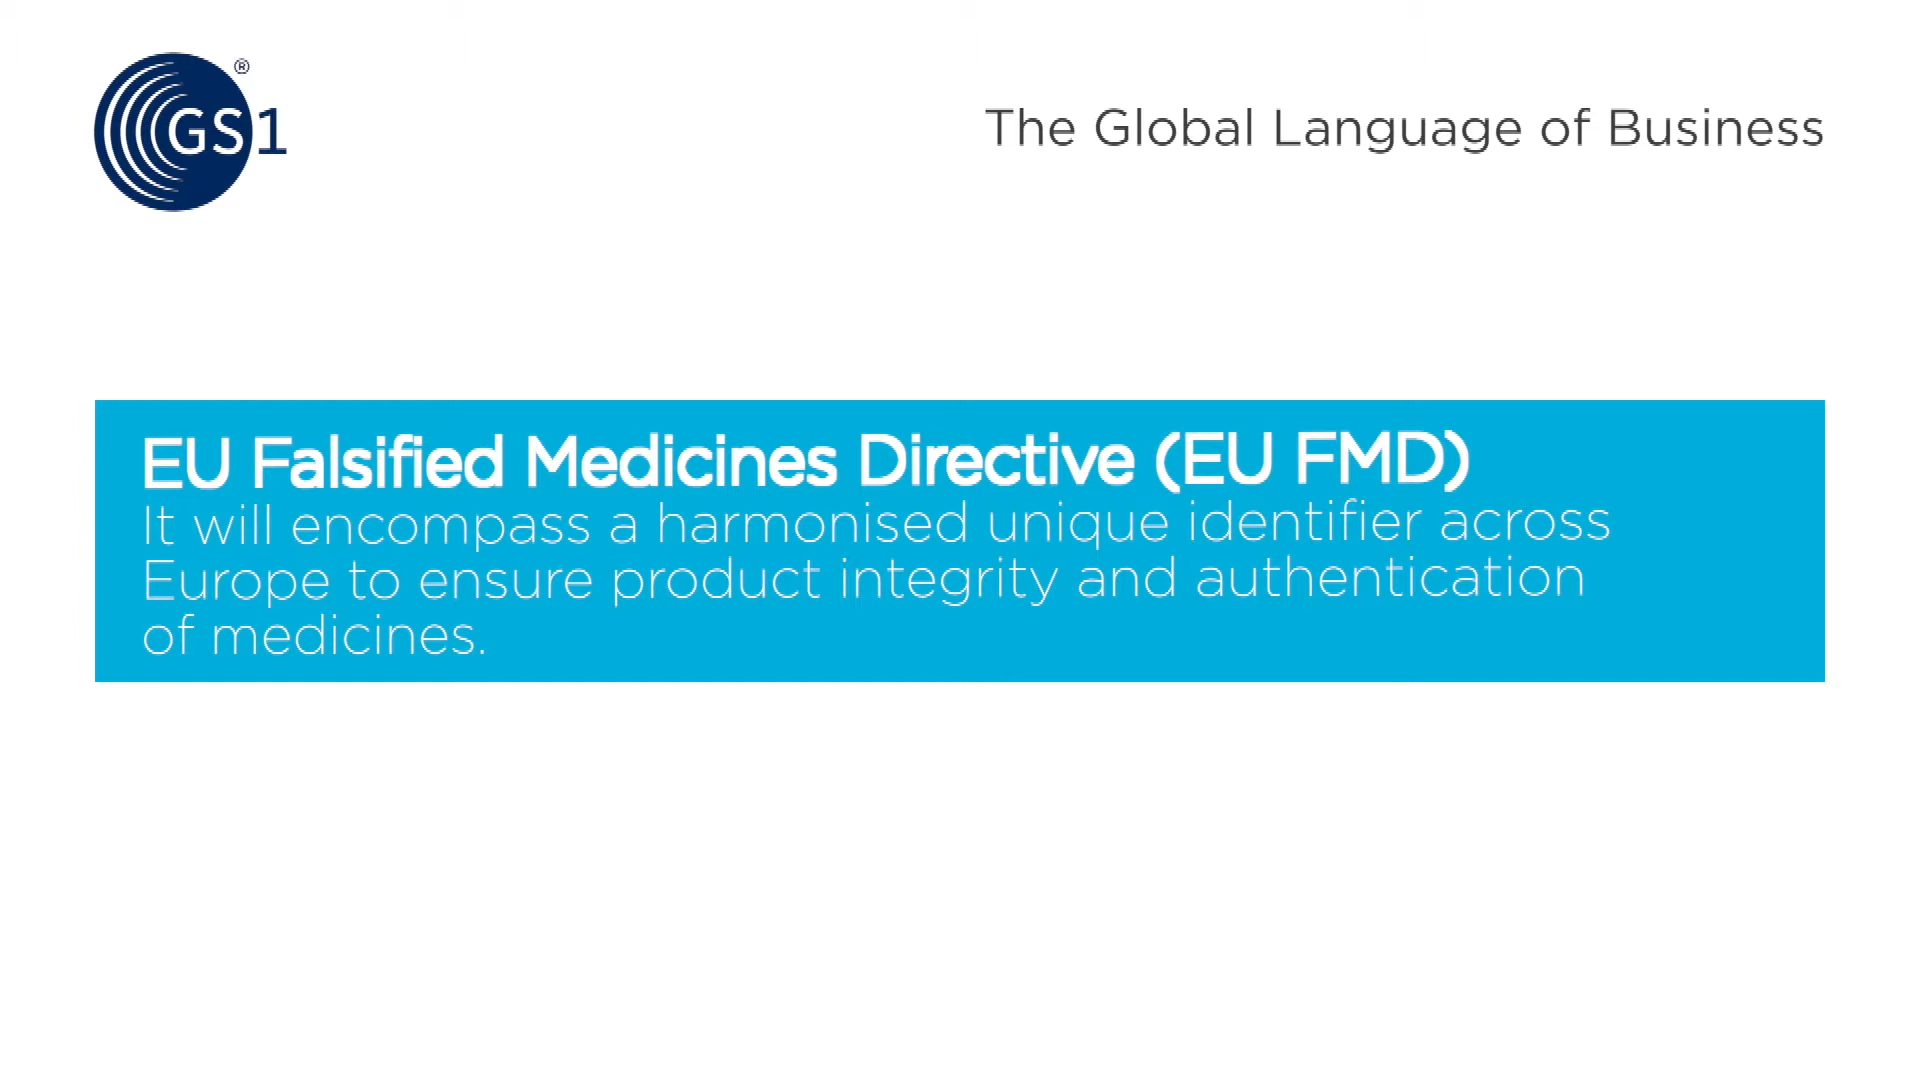 GS1®
The Global Language of Business
EU Falsified Medicines Directive (EU FMD)
It will encompass a harmonised unique identifier across
Europe to ensure product integrity and authentication
of medicines.